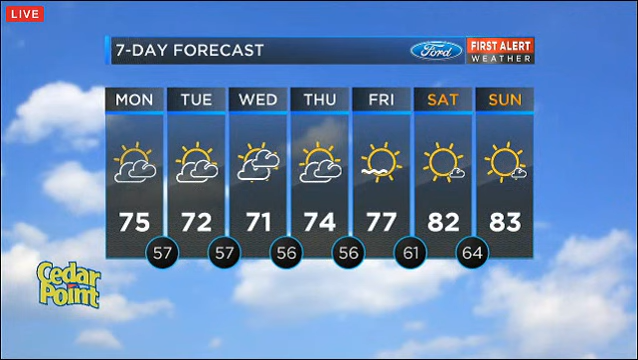 LIVE
7-DAY FORECAST
Ford
FIRST ALERT
WEATHER
MON TUE WED THU FRI SAT SUN
75 72 71 74 77 82 83
57 57 56 56 61 64
Cedar
Point